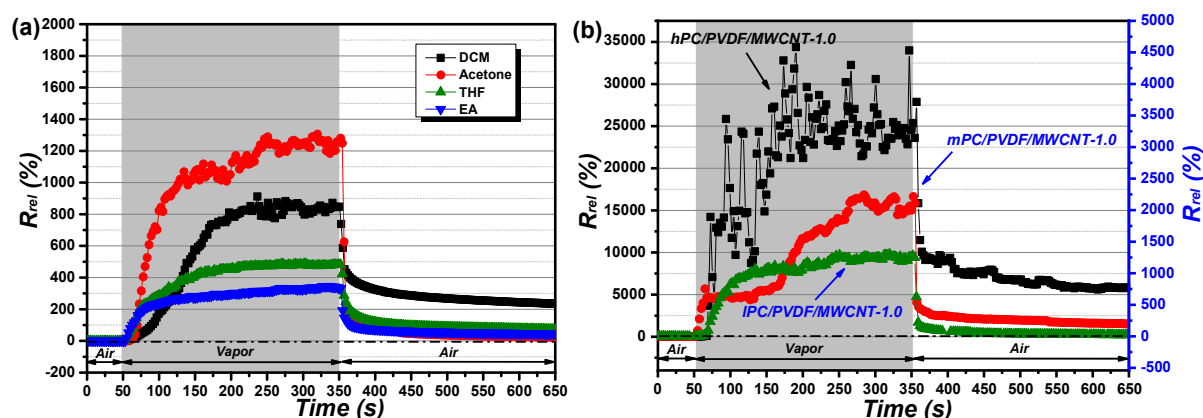 (a)
R_rel (%)
2000
1800
1600
1400
1200
1000
800
600
400
200
0
-200
DCM
Acetone
THF
EA
Air
Vapor
Air
0 50 100 150 200 250 300 350 400 450 500 550 600 650
Time (s)
(b)
R_rel (%)
35000
30000
25000
20000
15000
10000
5000
0
hPC/PVDF/MWCNT-1.0
mPC/PVDF/MWCNT-1.0
lPC/PVDF/MWCNT-1.0
Air
Vapor
Air
0 50 100 150 200 250 300 350 400 450 500 550 600 650
Time (s)
5000
4500
4000
3500
3000
2500
2000
1500
1000
500
0
-500
R_rel (%)